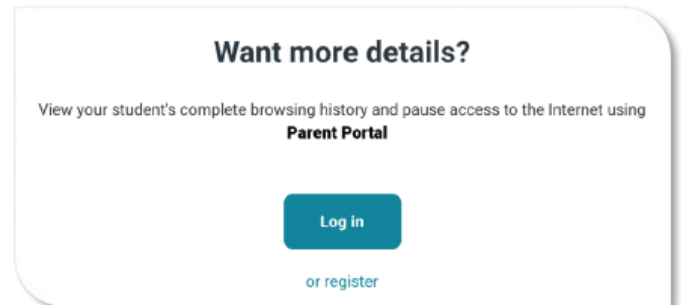 Want more details?
View your student's complete browsing history and pause access to the Internet using
Parent Portal
Log in
or register